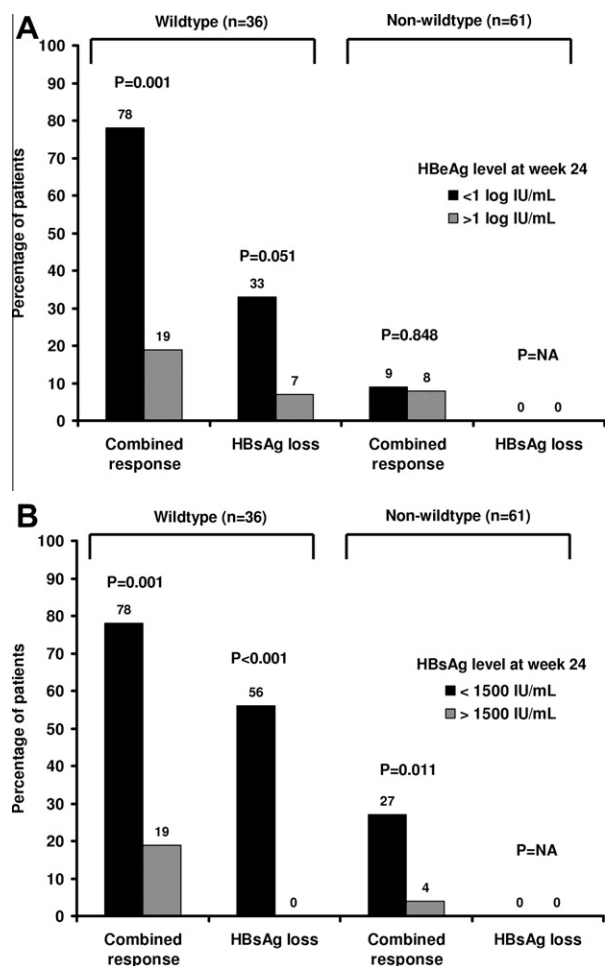 A
Wildtype (n=36)
Non-wildtype (n=61)
Percentage of patients
100
90
80
70
60
50
40
30
20
10
0
P=0.001
78
19
P=0.051
33
7
P=0.848
9
8
P=NA
0
0
HBeAg level at week 24
<1 log IU/mL
>1 log IU/mL
Combined
response
HBsAg loss
Combined
response
HBsAg loss
B
Wildtype (n=36)
Non-wildtype (n=61)
Percentage of patients
100
90
80
70
60
50
40
30
20
10
0
P=0.001
78
19
P<0.001
56
0
P=0.011
27
4
P=NA
0
0
HBsAg level at week 24
< 1500 IU/mL
> 1500 IU/mL
Combined
response
HBsAg loss
Combined
response
HBsAg loss